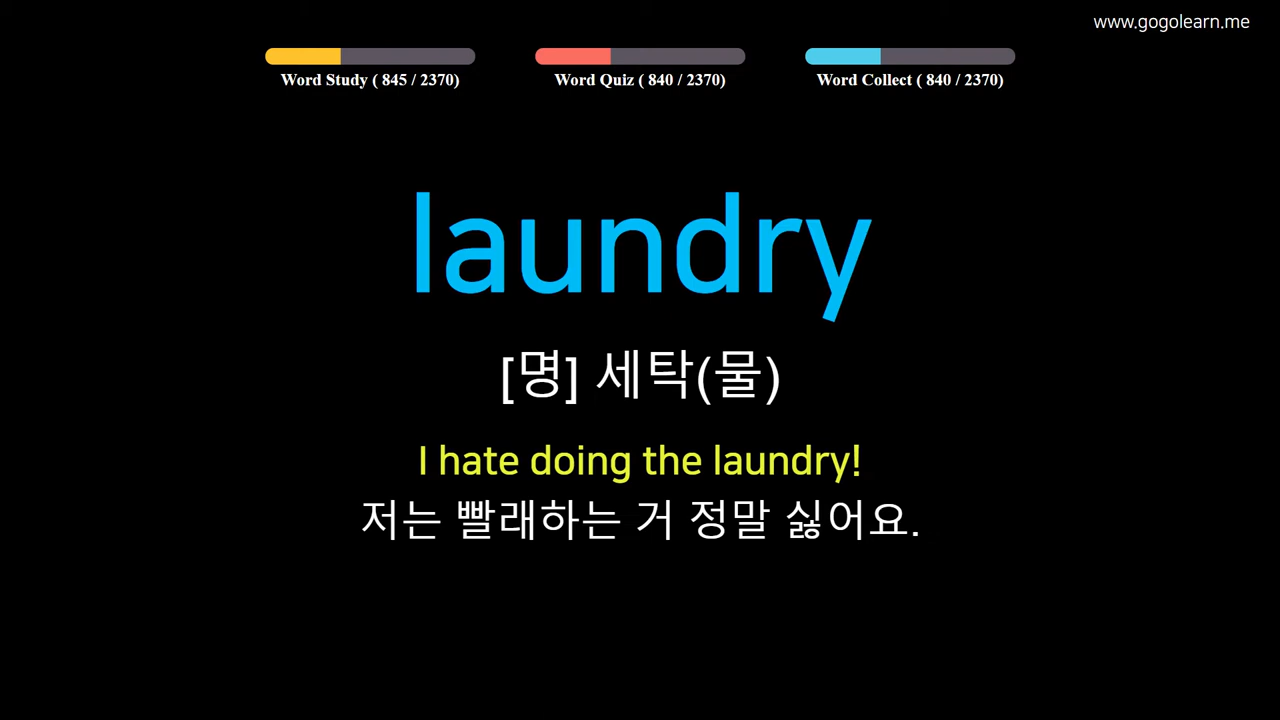 www.gogolearn.me
Word Study ( 845 / 2370)
Word Quiz ( 840 / 2370)
Word Collect ( 840 / 2370)
laundry
[명] 세탁(물)
I hate doing the laundry!
저는 빨래하는 거 정말 싫어요.